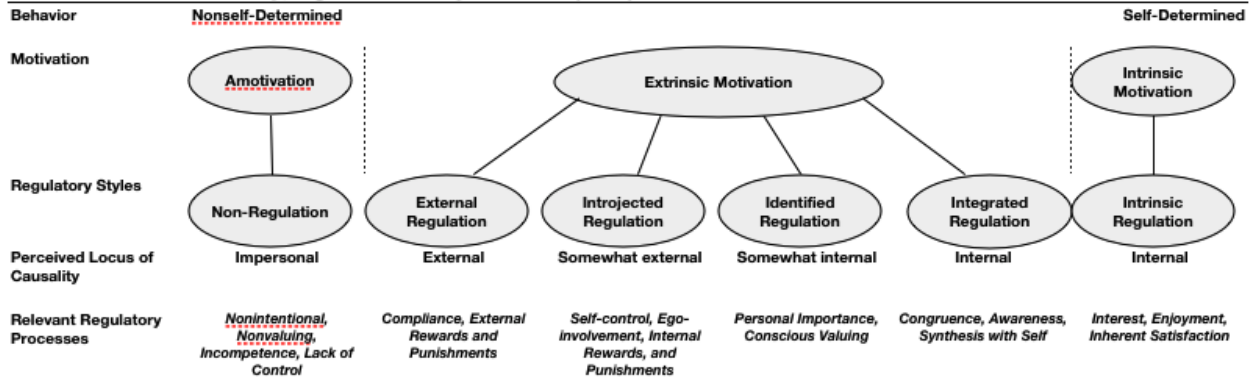 Behavior
Nonself-Determined
Self-Determined
Motivation
Amotivation
Extrinsic Motivation
Intrinsic
Motivation
Regulatory Styles
Non-Regulation
External
Regulation
Introjected
Regulation
Identified
Regulation
Integrated
Regulation
Intrinsic
Regulation
Perceived Locus of
Causality
Impersonal
External
Somewhat external
Somewhat internal
Internal
Internal
Relevant Regulatory
Processes
Nonintentional,
Nonvaluing,
Incompetence, Lack of
Control
Compliance, External
Rewards and
Punishments
Self-control, Ego-
involvement, Internal
Rewards, and
Punishments
Personal Importance,
Conscious Valuing
Congruence, Awareness,
Synthesis with Self
Interest, Enjoyment,
Inherent Satisfaction